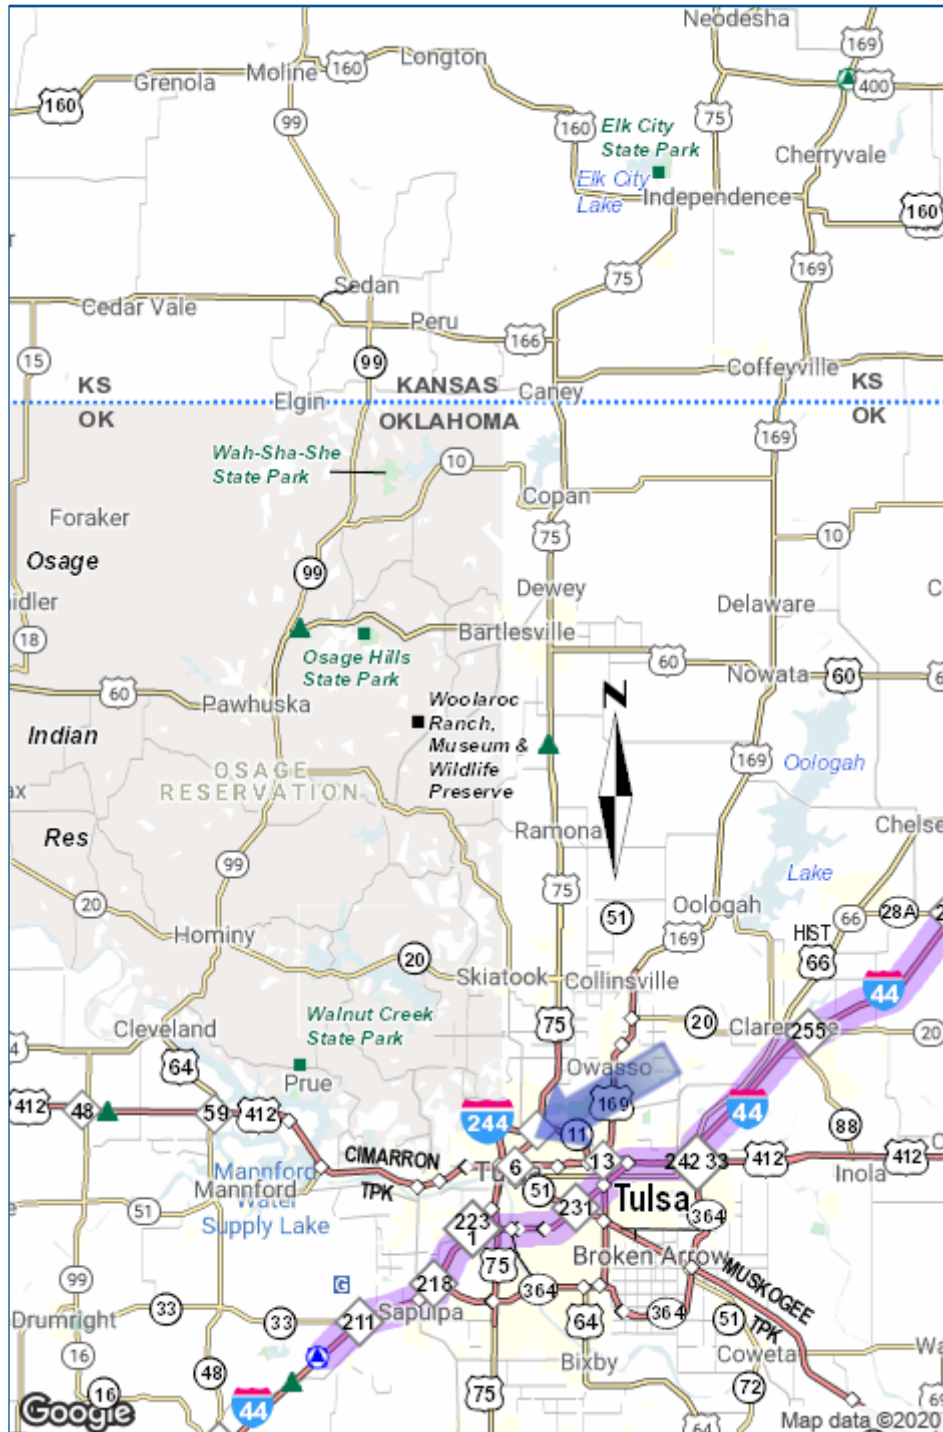 Neodesha
169
Longton
Moline
160
Grenola
400
160
99
75
160
Elk City
State Park
Cherryvale
Elk City
Lake
Independence
160
169
75
Sedan
Cedar Vale
Peru
166
15
99
Coffeyville
KS
KANSAS
KS
Elgin
Caney
OK
OKLAHOMA
OK
169
Wah-Sha-She
State Park
10
Copan
Foraker
75
10
Osage
99
Dewey
Delaware
18
Bartlesville
Osage Hills
State Park
60
Nowata
60
60
Pawhuska
Woolaroc
Ranch,
Museum &
Wildlife
Preserve
N
Indian
OSAGE
RESERVATION
169
Oologah
Res
Ramona
99
75
Lake
20
51
Oologah
66
28A
Hominy
169
HIST
66
20
Skiatook
Collinsville
44
Walnut Creek
State Park
Cleveland
75
20
255
20
64
Prue
Owasso
412
48
59
412
244
11
169
44
88
CIMARRON
TPK
6
13
242
33
412
412
Inola
Mannford
Water
Supply Lake
Mannford
51
51
231
Tulsa
364
223
1
75
Broken Arrow
MUSKOGEE
TPK
99
G
218
364
33
Drumright
33
211
Sapulpa
64
364
51
16
Bixby
Coweta
48
16
44
75
72
64
Google
Map data ©2020